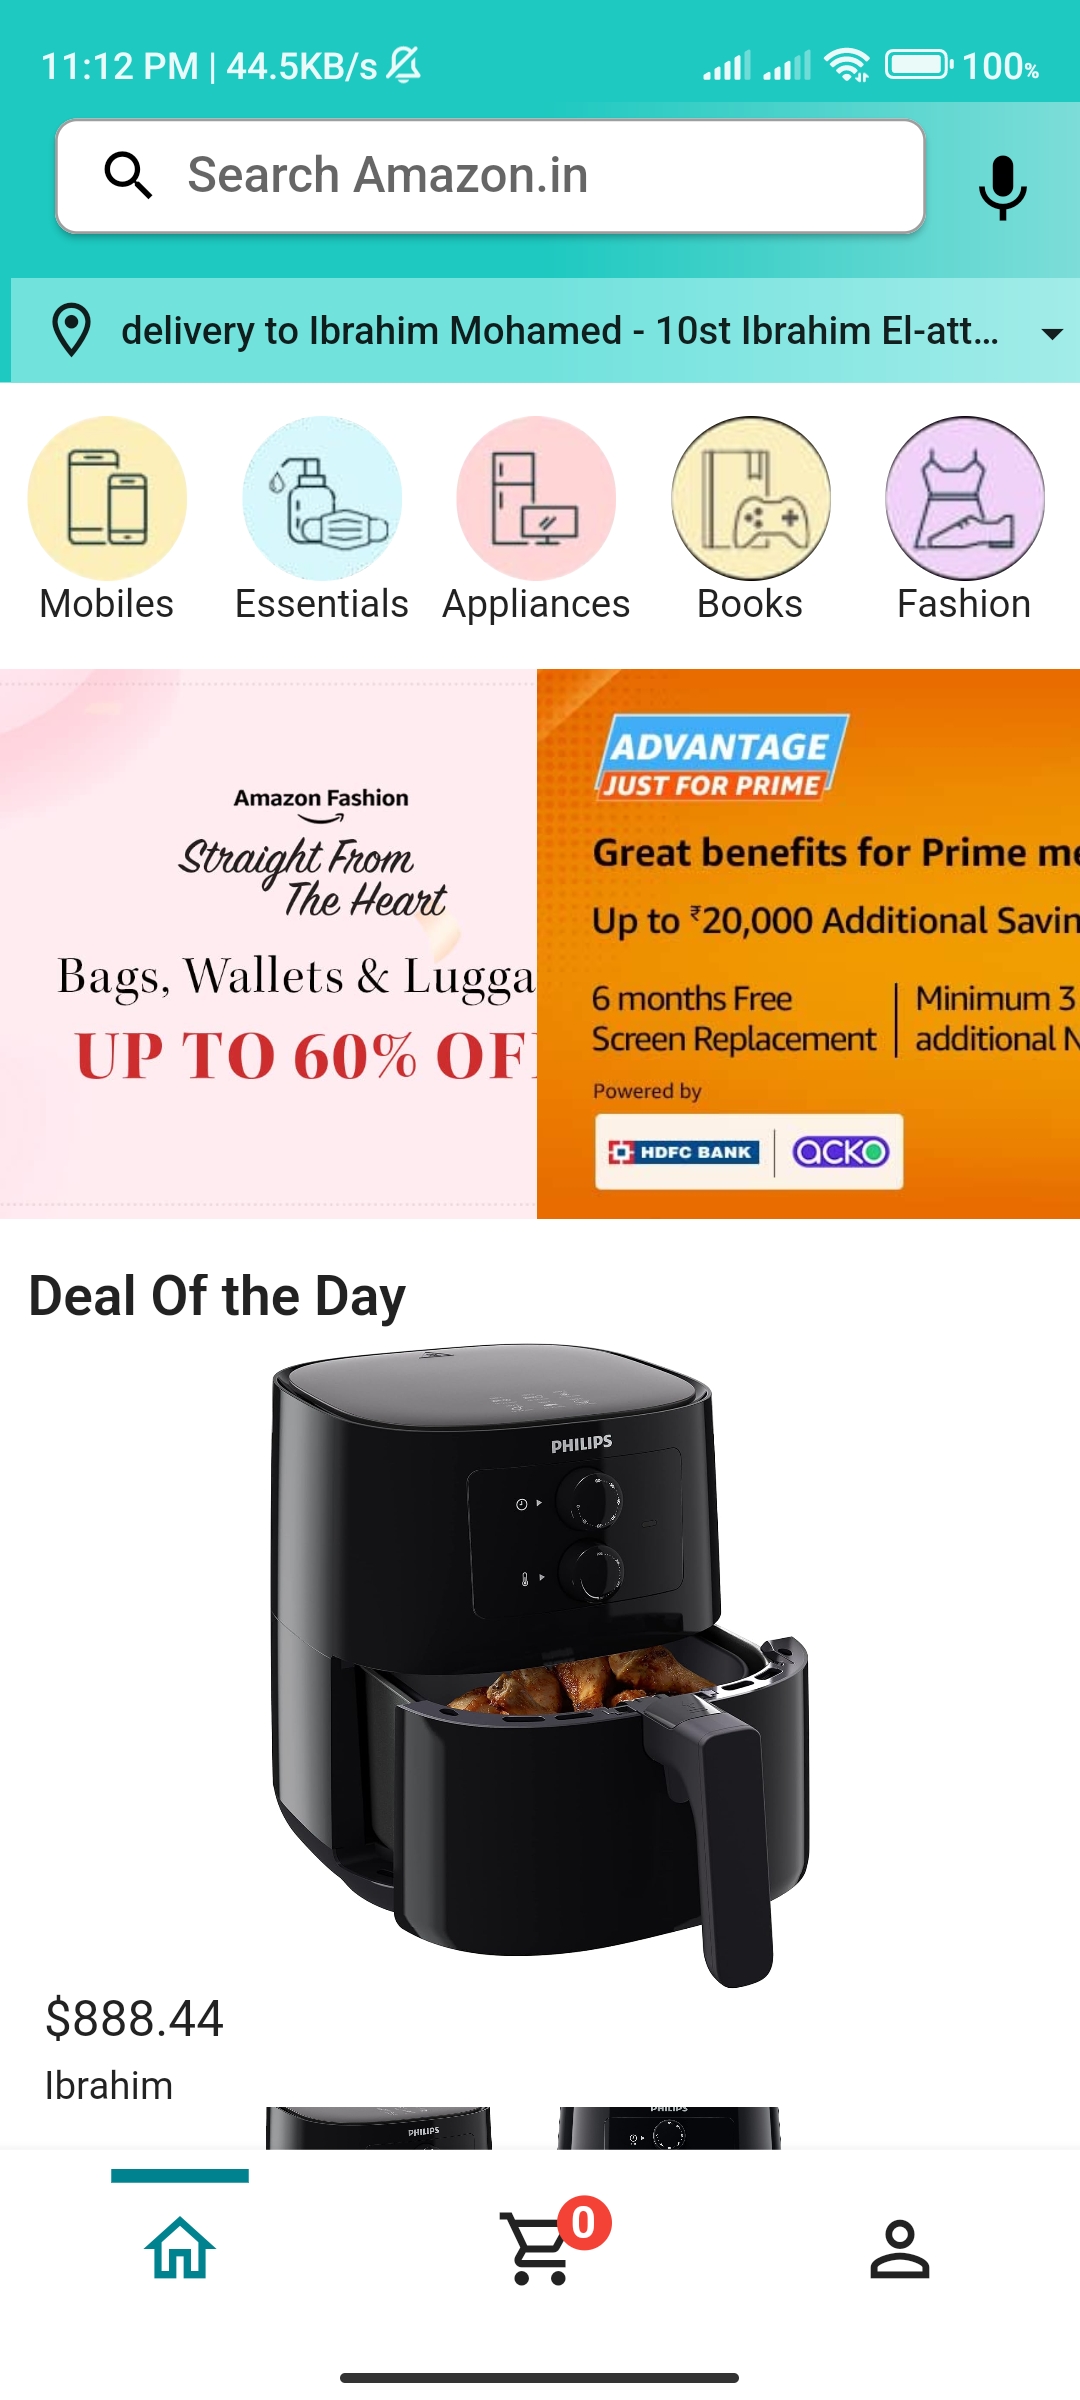 11:12 PM | 44.5KB/s 100%
Search Amazon.in
delivery to Ibrahim Mohamed - 10st Ibrahim El-att...
Mobiles Essentials Appliances Books Fashion
Amazon Fashion
Straight From
The Heart
Bags, Wallets & Lugga
UP TO 60% OF
ADVANTAGE
JUST FOR PRIME
Great benefits for Prime me
Up to ₹20,000 Additional Savin
6 months Free
Screen Replacement
Minimum 3
additional N
Powered by
HDFC BANK ACKO
Deal Of the Day
PHILIPS
$888.44
Ibrahim
PHILIPS
PHILIPS
0